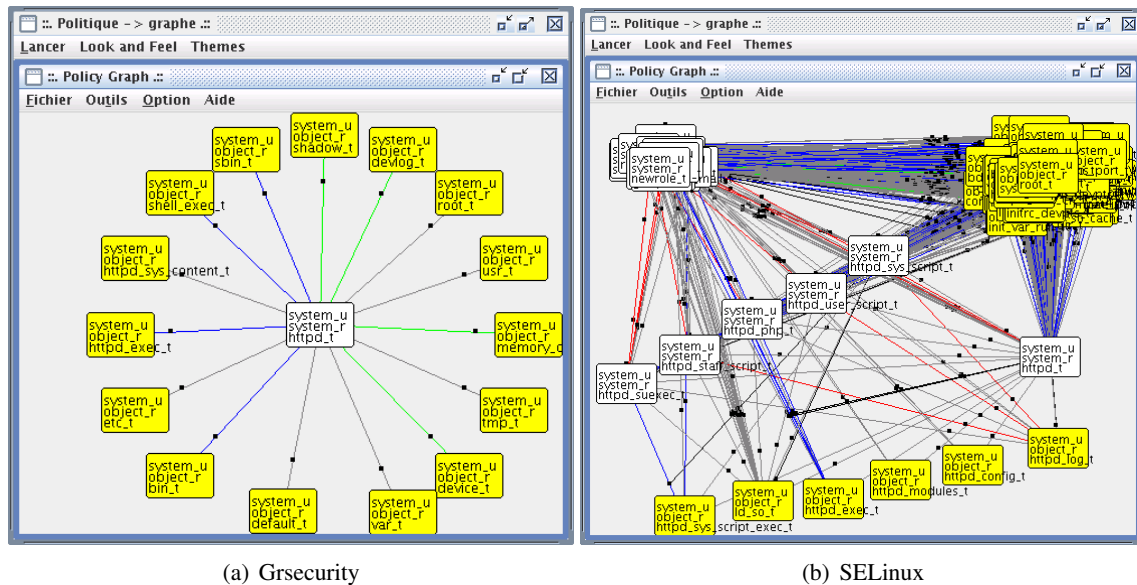 ::. Politique -> graphe .::
Lancer Look and Feel Themes
::. Policy Graph .::
Fichier Outils Option Aide
system_u
object_r
shadow_t
system_u
object_r
sbin_t
system_u
object_r
devlog_t
system_u
object_r
shell_exec_t
system_u
object_r
root_t
system_u
object_r
httpd_sys_content_t
system_u
object_r
usr_t
system_u
system_r
httpd_t
system_u
object_r
httpd_exec_t
system_u
object_r
system_u
object_r
etc_t
system_u
object_r
tmp_t
system_u
object_r
bin_t
system_u
object_r
device_t
system_u
object_r
default_t
system_u
object_r
var_t
(a) Grsecurity
::. Politique -> graphe .::
Lancer Look and Feel Themes
::. Policy Graph .::
Fichier Outils Option Aide
system_u
system_r
newrole_t
system_u
object_r
root_t
system_u
system_r
httpd_sys_script_t
system_u
system_r
httpd_user_script_t
system_u
system_r
httpd_php_t
system_u
system_r
httpd_staff_script_t
system_u
system_r
httpd_suexec_t
system_u
system_r
httpd_t
system_u
object_r
httpd_log_t
system_u
object_r
httpd_config_t
system_u
object_r
httpd_modules_t
system_u
object_r
httpd_exec_t
system_u
object_r
ld_so_t
system_u
object_r
httpd_sys_script_exec_t
(b) SELinux